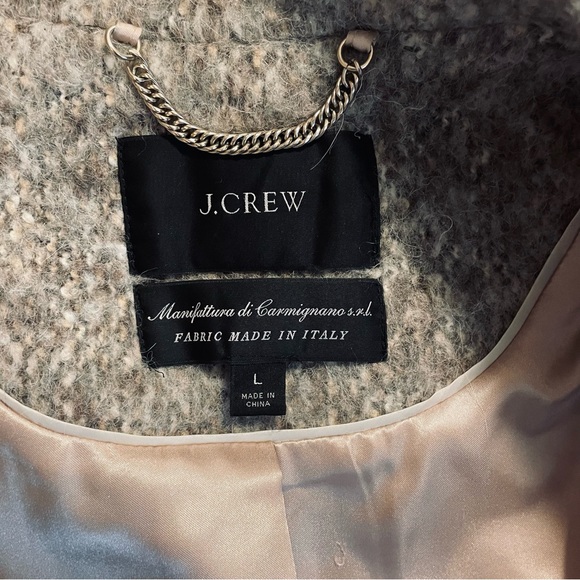 J.CREW
Manifattura di Carmignano s.r.l.
FABRIC MADE IN ITALY
L
MADE IN
CHINA